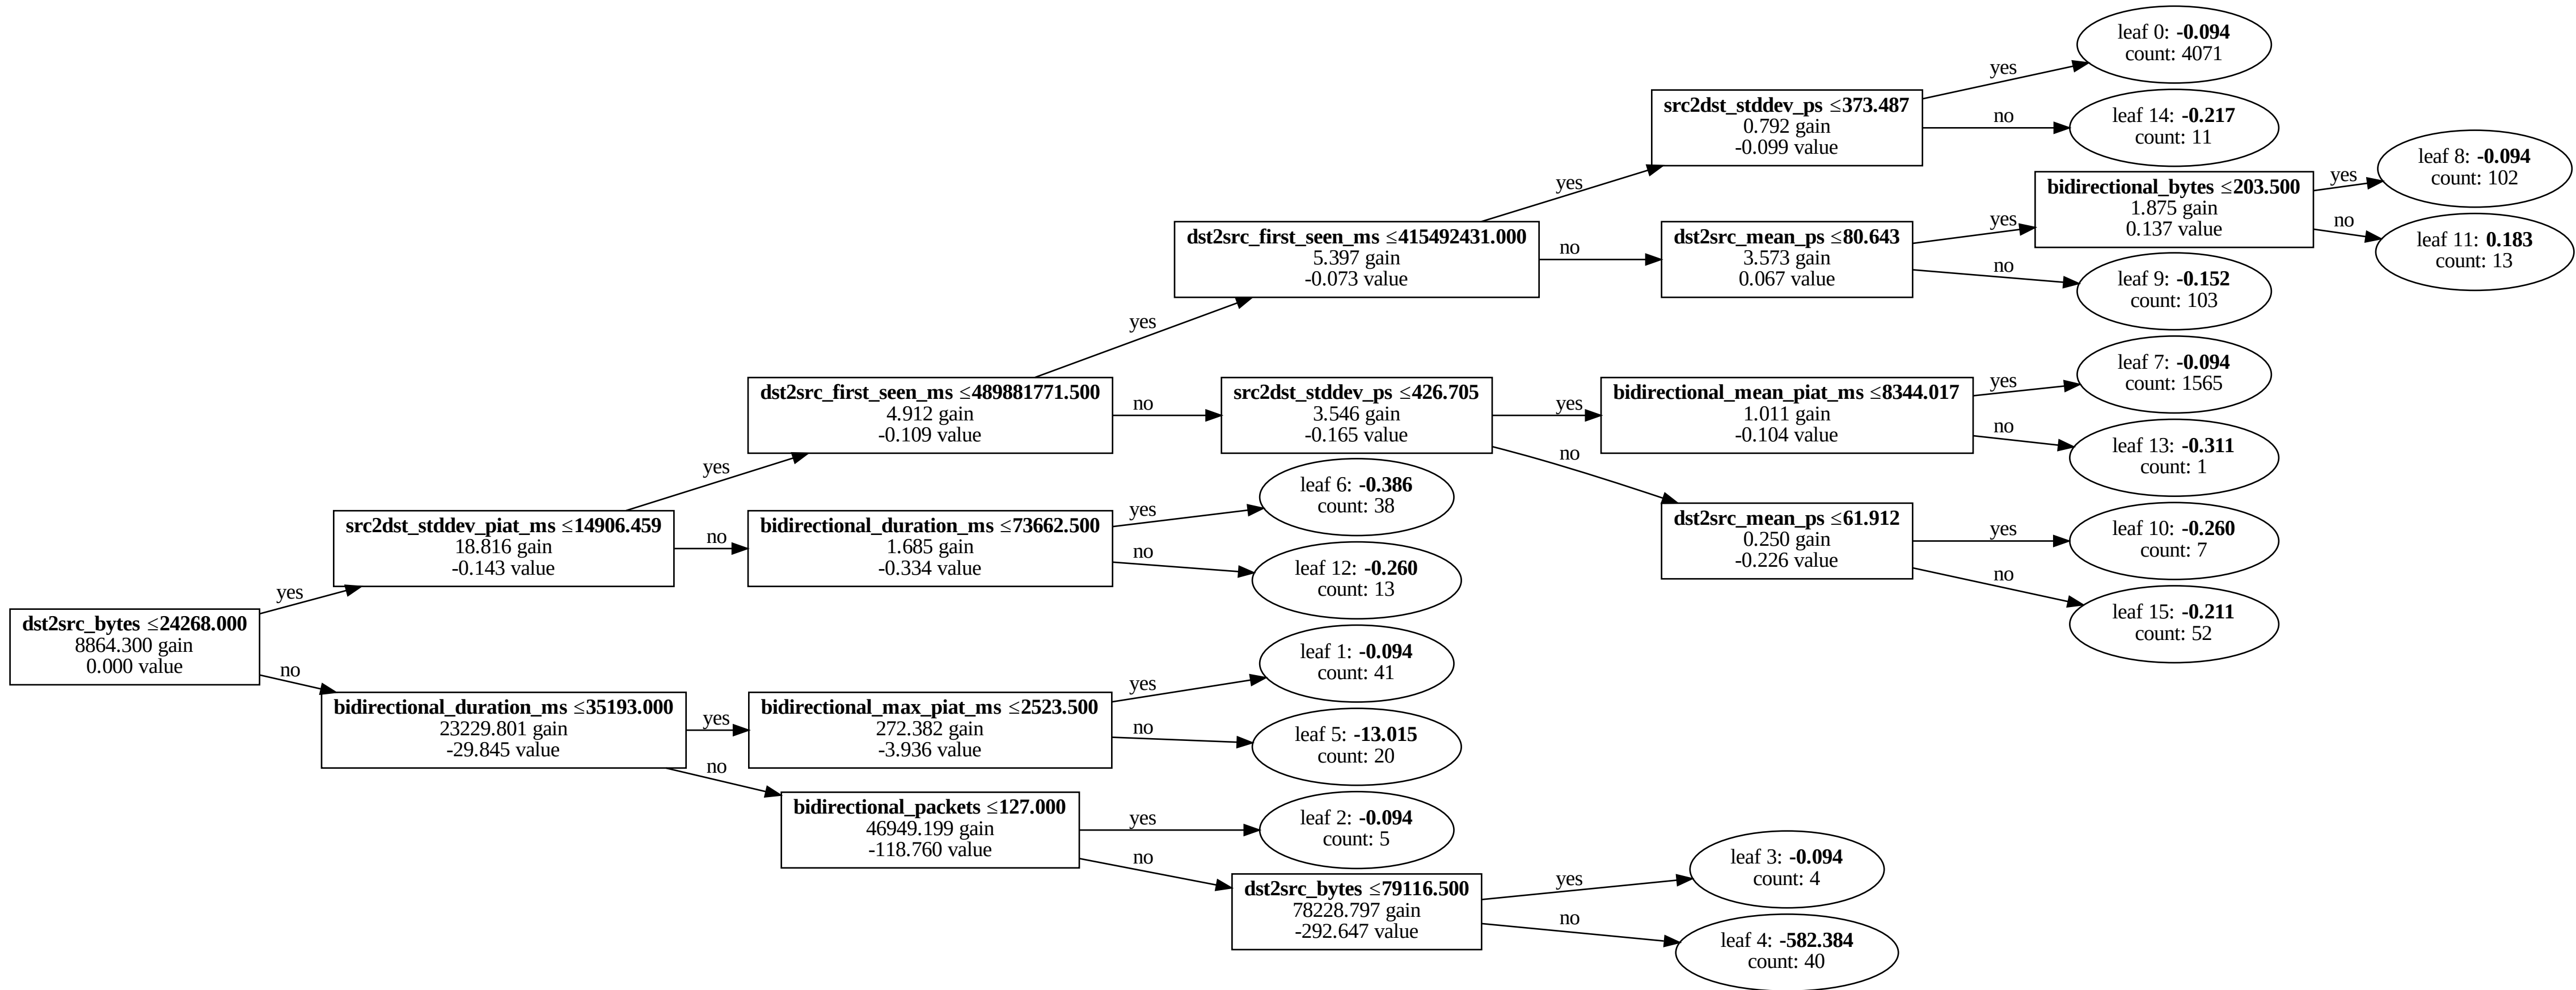 leaf 0: -0.094
count: 4071
yes
src2dst_stddev_ps ≤373.487
0.792 gain
-0.099 value
no
leaf 14: -0.217
count: 11
yes
leaf 8: -0.094
count: 102
bidirectional_bytes ≤203.500
1.875 gain
0.137 value
yes
no
leaf 11: 0.183
count: 13
dst2src_first_seen_ms ≤415492431.000
5.397 gain
-0.073 value
no
dst2src_mean_ps ≤80.643
3.573 gain
0.067 value
yes
no
leaf 9: -0.152
count: 103
yes
leaf 7: -0.094
count: 1565
dst2src_first_seen_ms ≤489881771.500
4.912 gain
-0.109 value
no
src2dst_stddev_ps ≤426.705
3.546 gain
-0.165 value
yes
bidirectional_mean_piat_ms ≤8344.017
1.011 gain
-0.104 value
yes
no
leaf 13: -0.311
count: 1
yes
no
leaf 6: -0.386
count: 38
src2dst_stddev_piat_ms ≤14906.459
18.816 gain
-0.143 value
no
bidirectional_duration_ms ≤73662.500
1.685 gain
-0.334 value
yes
no
leaf 12: -0.260
count: 13
dst2src_mean_ps ≤61.912
0.250 gain
-0.226 value
yes
leaf 10: -0.260
count: 7
no
leaf 15: -0.211
count: 52
dst2src_bytes ≤24268.000
8864.300 gain
0.000 value
yes
no
leaf 1: -0.094
count: 41
bidirectional_duration_ms ≤35193.000
23229.801 gain
-29.845 value
yes
bidirectional_max_piat_ms ≤2523.500
272.382 gain
-3.936 value
yes
no
leaf 5: -13.015
count: 20
no
bidirectional_packets ≤127.000
46949.199 gain
-118.760 value
yes
leaf 2: -0.094
count: 5
no
dst2src_bytes ≤79116.500
78228.797 gain
-292.647 value
yes
leaf 3: -0.094
count: 4
no
leaf 4: -582.384
count: 40